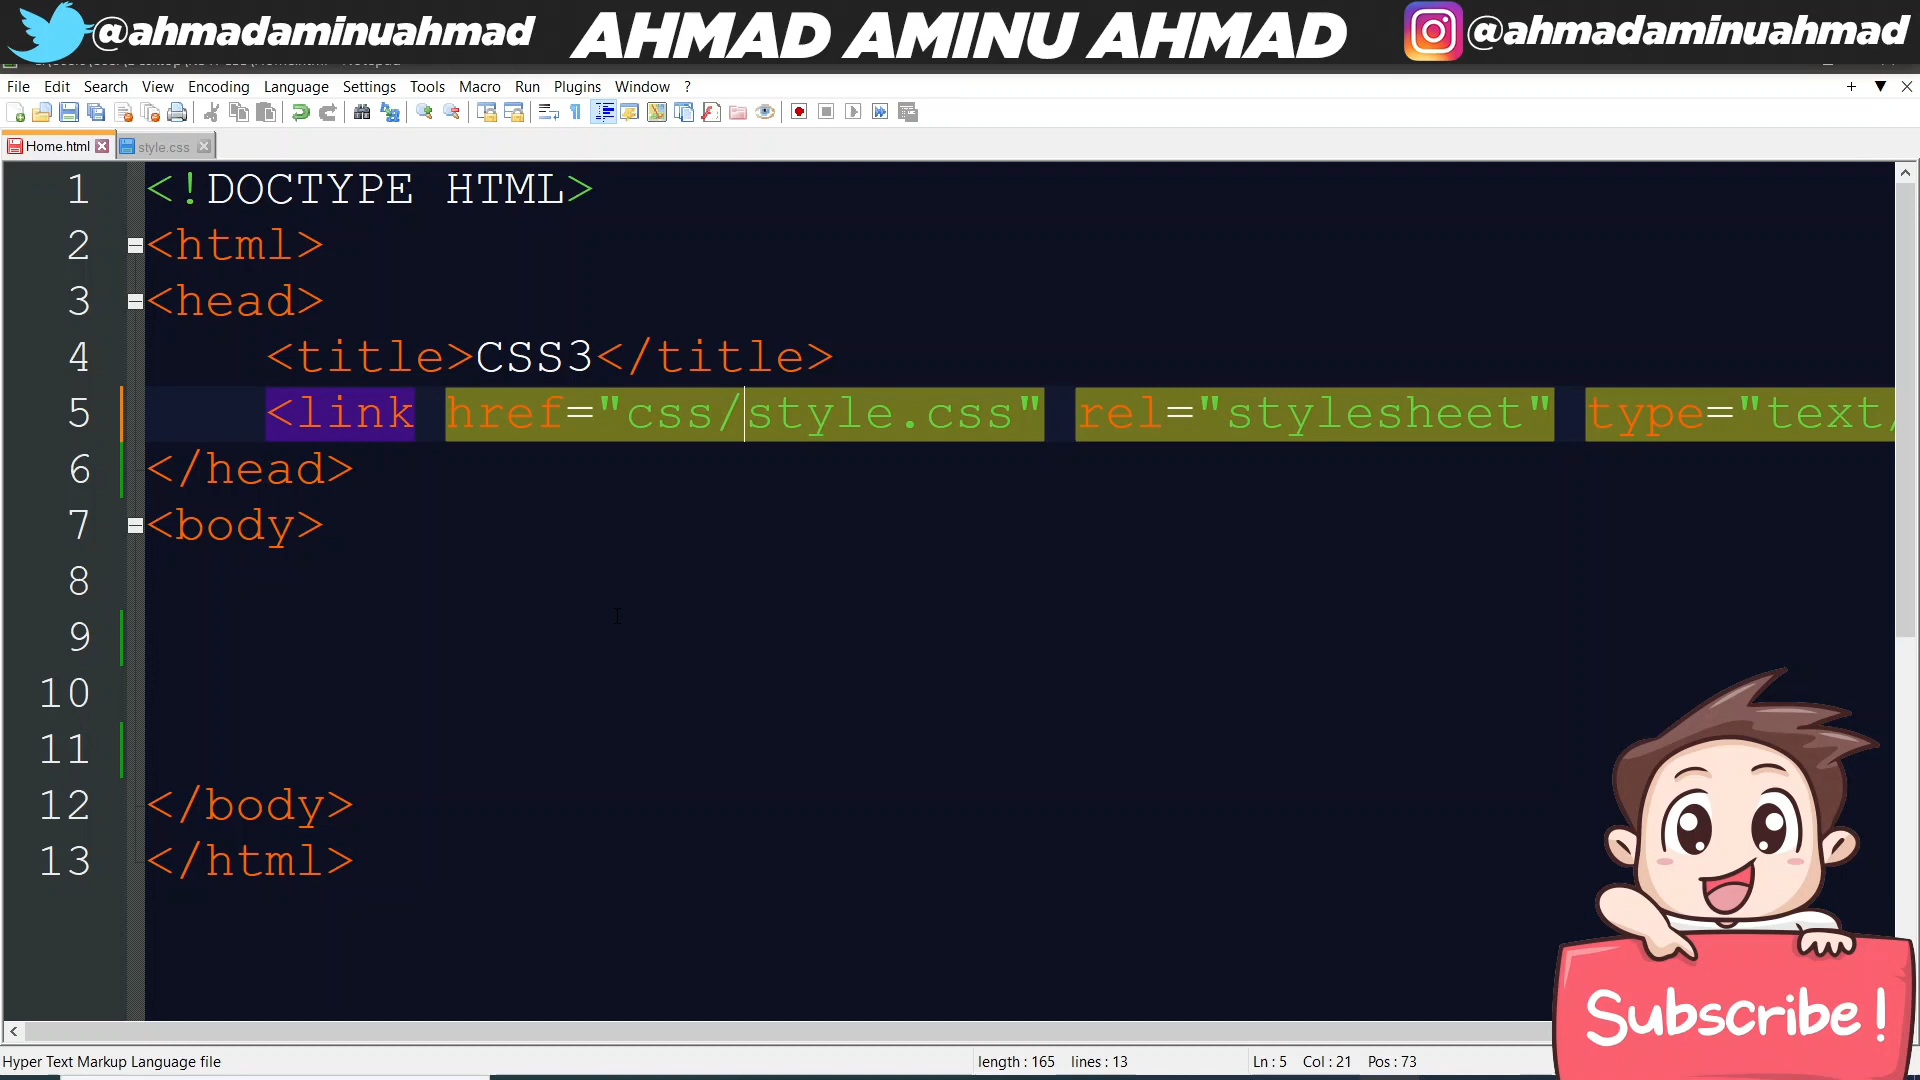 @ahmadaminuahmad AHMAD AMINU AHMAD @ahmadaminuahmad
File Edit Search View Encoding Language Settings Tools Macro Run Plugins Window ?
Home.html style.css
1 <!DOCTYPE HTML>
2 <html>
3 <head>
4 <title>CSS3</title>
5 <link href="css/style.css" rel="stylesheet" type="text/
6 </head>
7 <body>
8
9
10
11
12 </body>
13 </html>
Subscribe!
Hyper Text Markup Language file length : 165 lines : 13 Ln : 5 Col : 21 Pos : 73